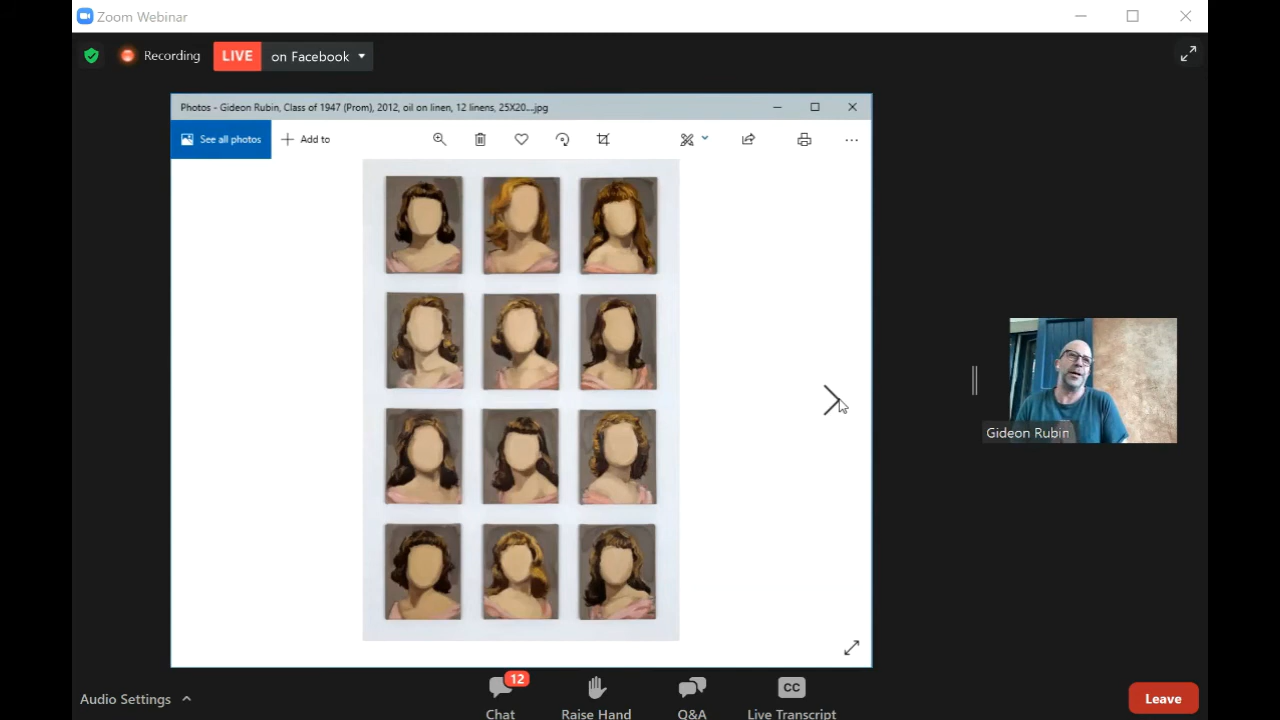 Zoom Webinar
Recording
LIVE on Facebook
Photos - Gideon Rubin, Class of 1947 (Prom), 2012, oil on linen, 12 linens, 25X20...jpg
See all photos
Add to
Gideon Rubin
Audio Settings
12
Chat
Raise Hand
Q&A
CC
Live Transcript
Leave